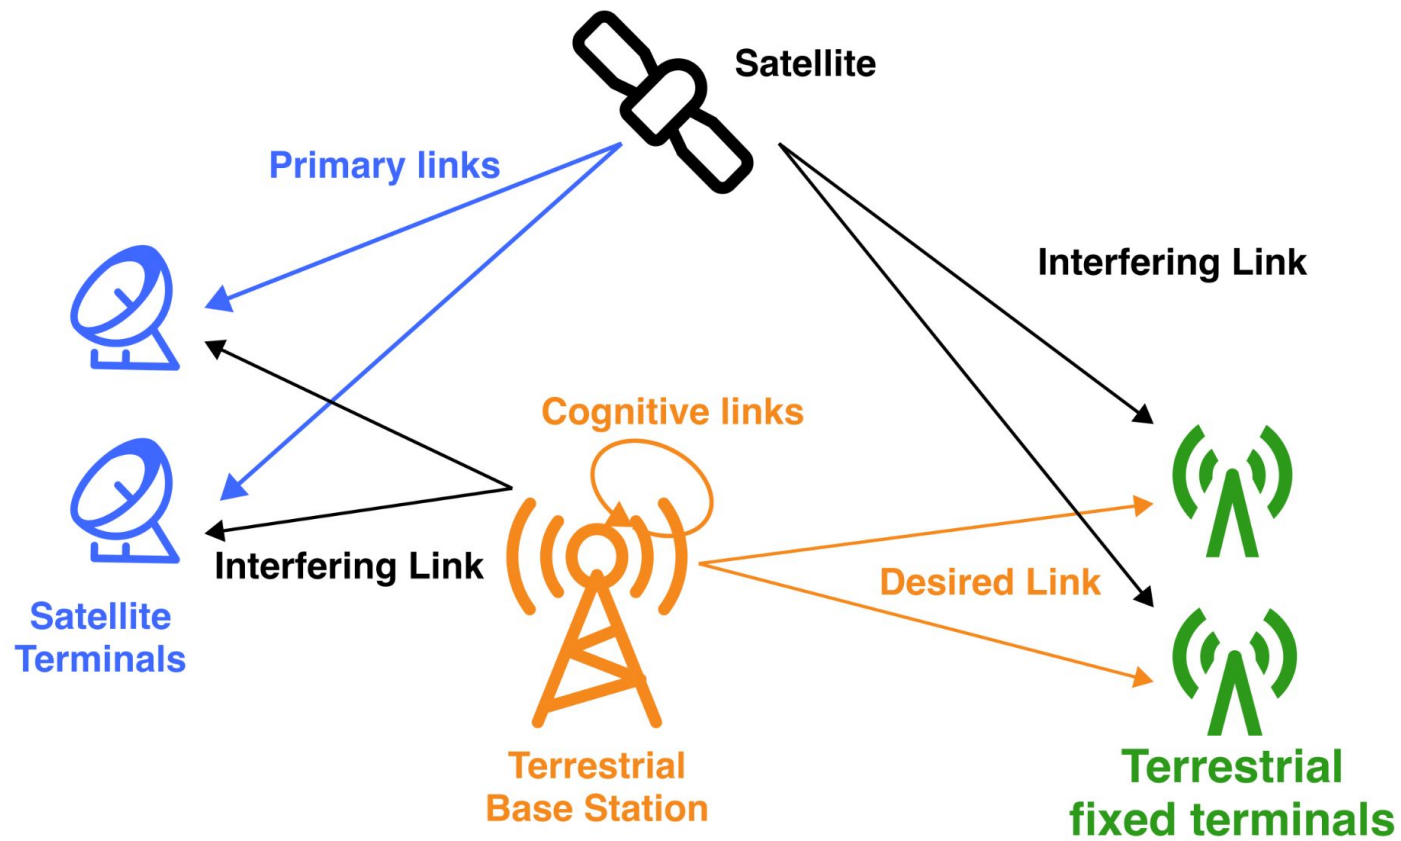 Satellite
Primary links
Interfering Link
Cognitive links
Interfering Link
Desired Link
Satellite
Terminals
Terrestrial
Base Station
Terrestrial
fixed terminals